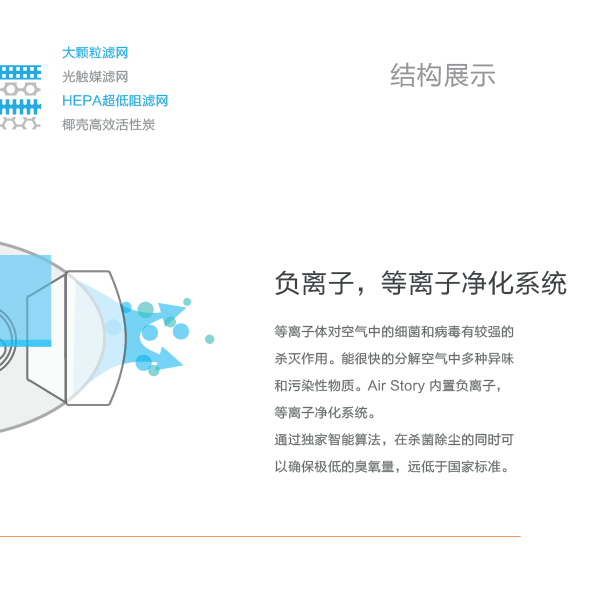 大颗粒滤网
光触媒滤网
HEPA超低阻滤网
椰壳高效活性炭
结构展示
负离子，等离子净化系统
等离子体对空气中的细菌和病毒有较强的
杀灭作用。能很快的分解空气中多种异味
和污染性物质。Air Story 内置负离子，
等离子净化系统。
通过独家智能算法，在杀菌除尘的同时可
以确保极低的臭氧量，远低于国家标准。